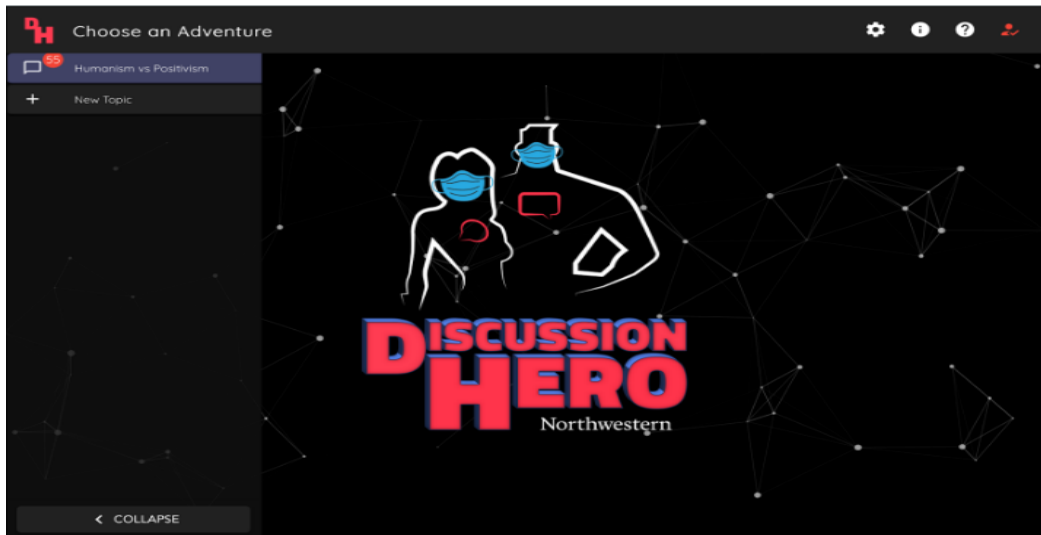 DH Choose an Adventure
55
Humanism vs Positivism
New Topic
COLLAPSE
DISCUSSION
HERO
Northwestern